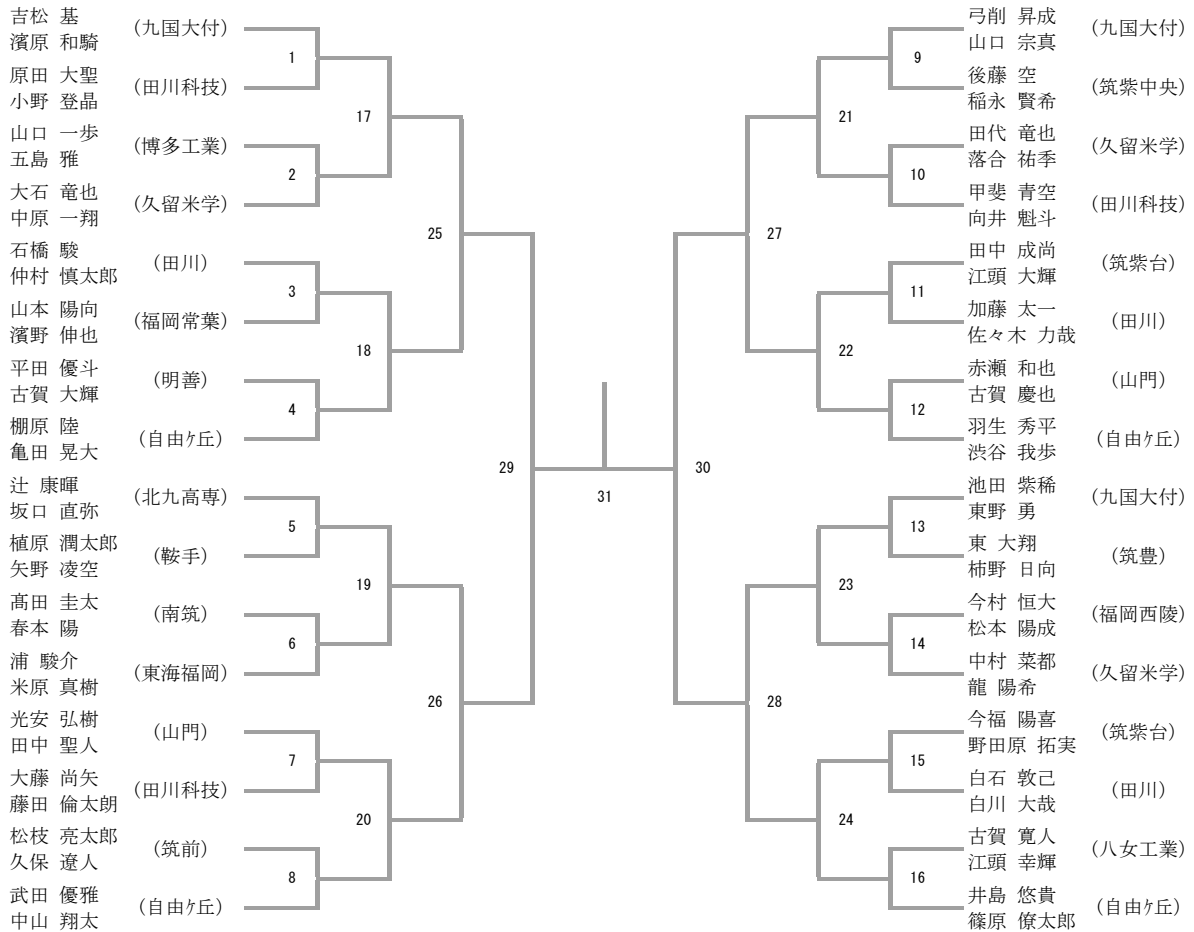 吉松 基
濱原 和騎
(九国大付)
1
原田 大聖
小野 登晶
(田川科技)
17
山口 一歩
五島 雅
(博多工業)
2
大石 竜也
中原 一翔
(久留米学)
25
石橋 駿
仲村 慎太郎
(田川)
3
山本 陽向
濱野 伸也
(福岡常葉)
18
平田 優斗
古賀 大輝
(明善)
4
棚原 陸
亀田 晃大
(自由ケ丘)
29
辻 康暉
坂口 直弥
(北九高専)
5
植原 潤太郎
矢野 凌空
(鞍手)
19
髙田 圭太
春本 陽
(南筑)
6
浦 駿介
米原 真樹
(東海福岡)
26
光安 弘樹
田中 聖人
(山門)
7
大藤 尚矢
藤田 倫太朗
(田川科技)
20
松枝 亮太郎
久保 遼人
(筑前)
8
武田 優雅
中山 翔太
(自由ケ丘)
31
弓削 昇成
山口 宗真
(九国大付)
9
後藤 空
稲永 賢希
(筑紫中央)
21
田代 竜也
落合 祐季
(久留米学)
10
甲斐 青空
向井 魁斗
(田川科技)
27
田中 成尚
江頭 大輝
(筑紫台)
11
加藤 太一
佐々木 力哉
(田川)
22
赤瀬 和也
古賀 慶也
(山門)
12
羽生 秀平
渋谷 我歩
(自由ケ丘)
30
池田 紫稀
東野 勇
(九国大付)
13
東 大翔
柿野 日向
(筑豊)
23
今村 恒大
松本 陽成
(福岡西陵)
14
中村 菜都
龍 陽希
(久留米学)
28
今福 陽喜
野田原 拓実
(筑紫台)
15
白石 敦己
白川 大哉
(田川)
24
古賀 寛人
江頭 幸輝
(八女工業)
16
井島 悠貴
篠原 僚太郎
(自由ケ丘)